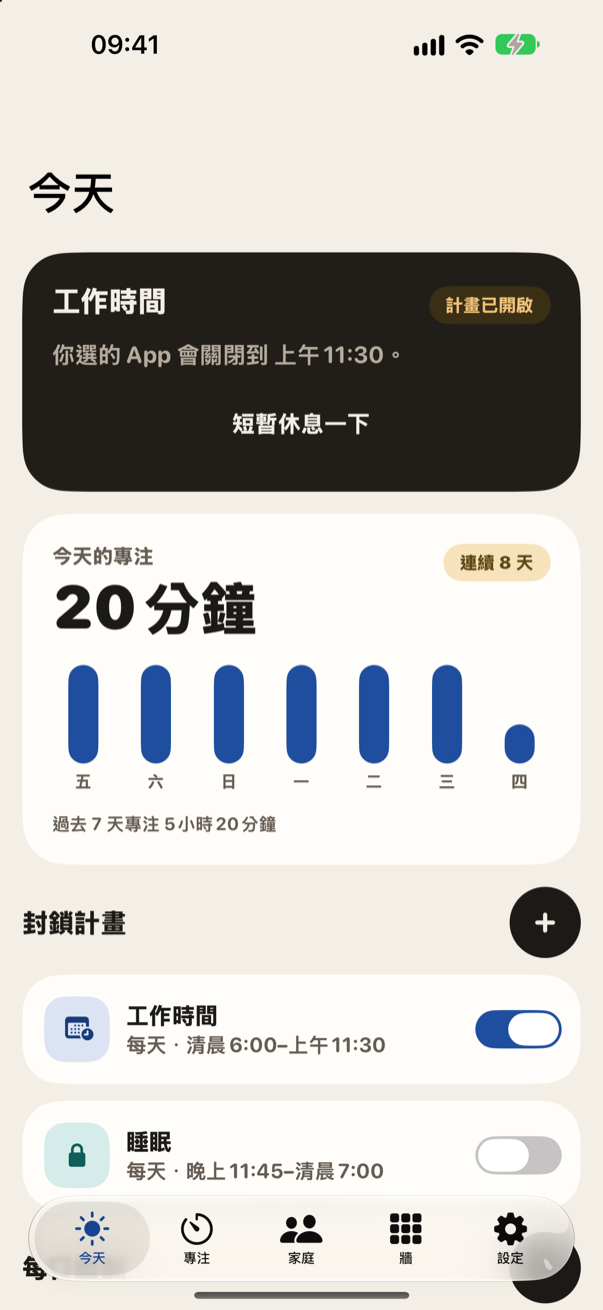 09:41
今天
工作時間
計畫已開啟
你選的 App 會關閉到 上午 11:30。
短暫休息一下
今天的專注
連續 8 天
20 分鐘
五 六 日 一 二 三 四
過去 7 天專注 5 小時 20 分鐘
封鎖計畫
工作時間
每天 · 清晨 6:00–上午 11:30
睡眠
每天 · 晚上 11:45–清晨 7:00
每
今天 專注 家庭 牆 設定